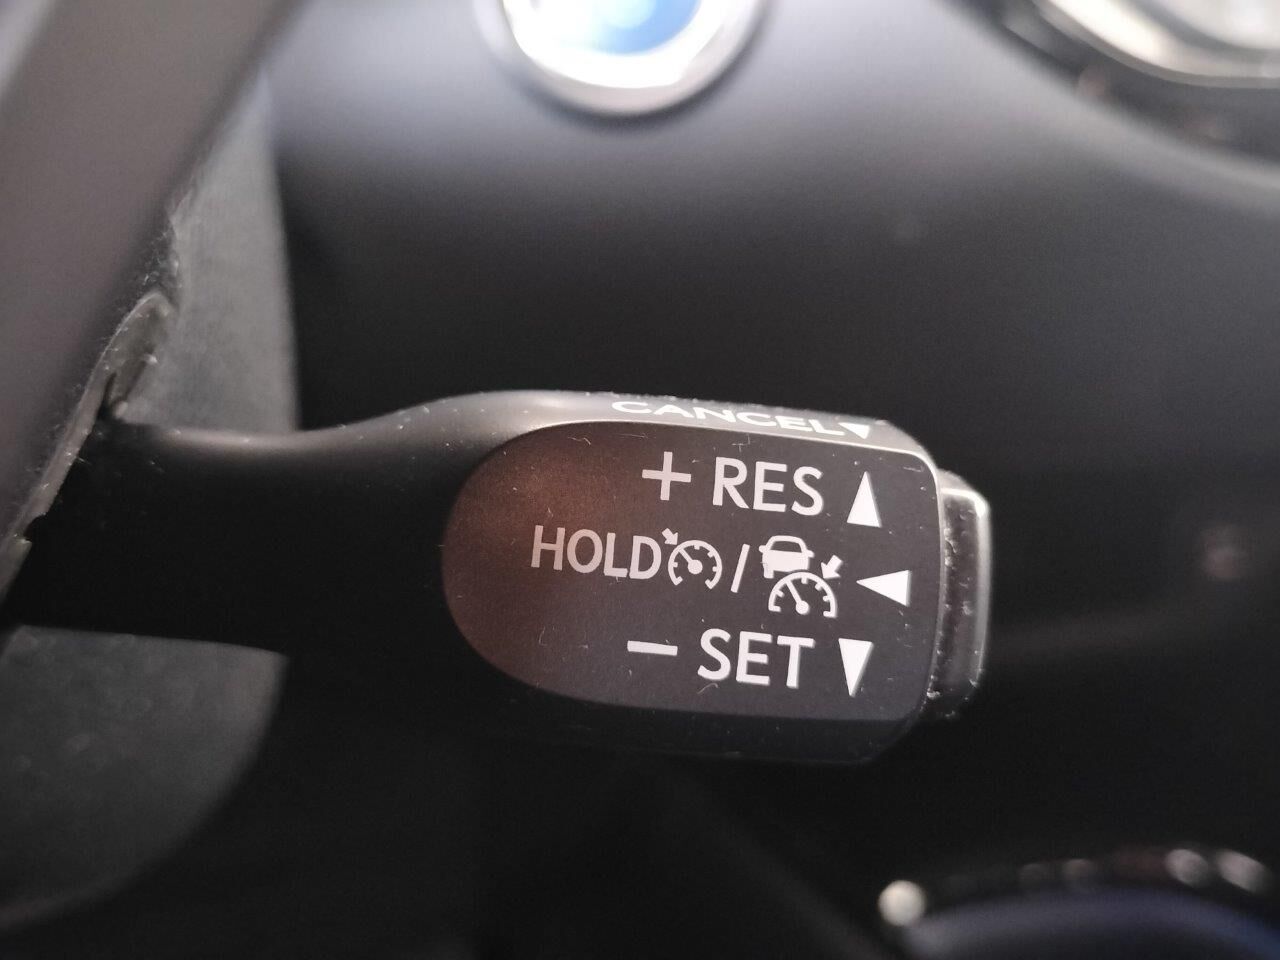 CANCEL▼
+ RES ▲
HOLD / ◀
− SET ▼